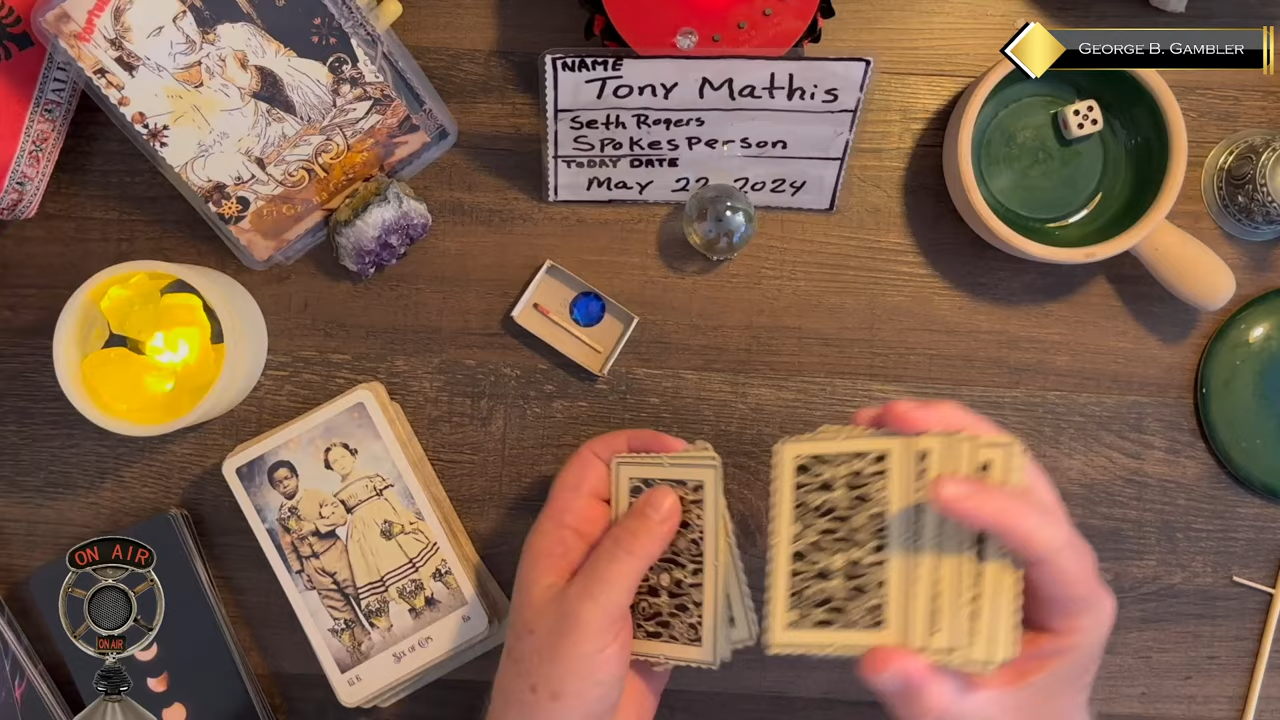 GEORGE B. GAMBLER
NAME
Tony Mathis
Seth Rogers
SpokesPerson
TODAY DATE
May 22 2024
SIX OF CUPS
ON AIR
ON AIR